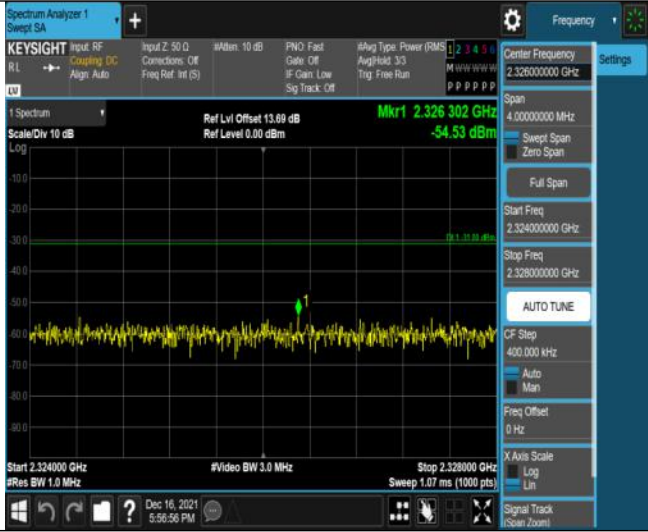 Spectrum Analyzer 1
Swept SA
+
Frequency
KEYSIGHT
RL
LV
Input: RF
Coupling: DC
Align: Auto
Input Z: 50 Ω
Corrections: Off
Freq Ref: Int (S)
#Atten: 10 dB
PNO: Fast
Gate: Off
IF Gain: Low
Sig Track: Off
#Avg Type: Power (RMS
Avg|Hold: 3/3
Trig: Free Run
1 2 3 4 5 6
M W W W W W
P P P P P P
Center Frequency
2.326000000 GHz
Settings
Span
4.00000000 MHz
Swept Span
Zero Span
Full Span
Start Freq
2.324000000 GHz
Stop Freq
2.328000000 GHz
AUTO TUNE
CF Step
400.000 kHz
Auto
Man
Freq Offset
0 Hz
X Axis Scale
Log
Lin
Signal Track
(Span Zoom)
1 Spectrum
Scale/Div 10 dB
Log
Ref Lvl Offset 13.69 dB
Ref Level 0.00 dBm
Mkr1 2.326 302 GHz
-54.53 dBm
-10.0
-20.0
-30.0
-40.0
-50.0
-60.0
-70.0
-80.0
-90.0
1
Start 2.324000 GHz
#Res BW 1.0 MHz
#Video BW 3.0 MHz
Stop 2.328000 GHz
Sweep 1.07 ms (1000 pts)
?
Dec 16, 2021
5:56:56 PM